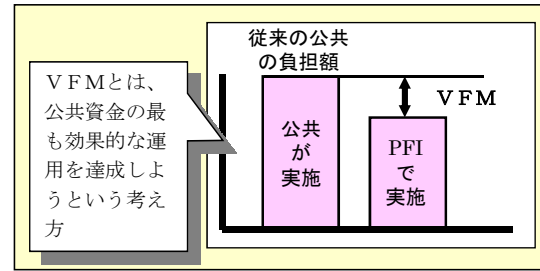 ＶＦＭとは、
公共資金の最
も効果的な運
用を達成しよ
うという考え
方
従来の公共
の負担額
公共
が
実施
ＶＦＭ
PFI
で
実施